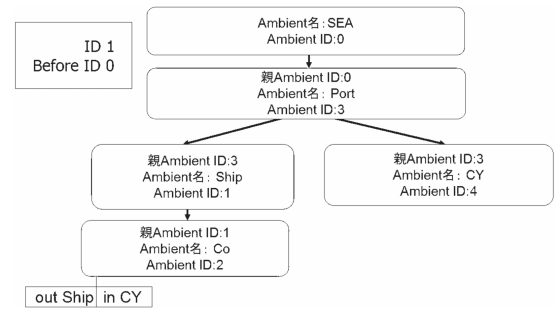 ID 1
Before ID 0
Ambient名:SEA
Ambient ID:0
親Ambient ID:0
Ambient名: Port
Ambient ID:3
親Ambient ID:3
Ambient名: Ship
Ambient ID:1
親Ambient ID:3
Ambient名: CY
Ambient ID:4
親Ambient ID:1
Ambient名: Co
Ambient ID:2
out Ship in CY